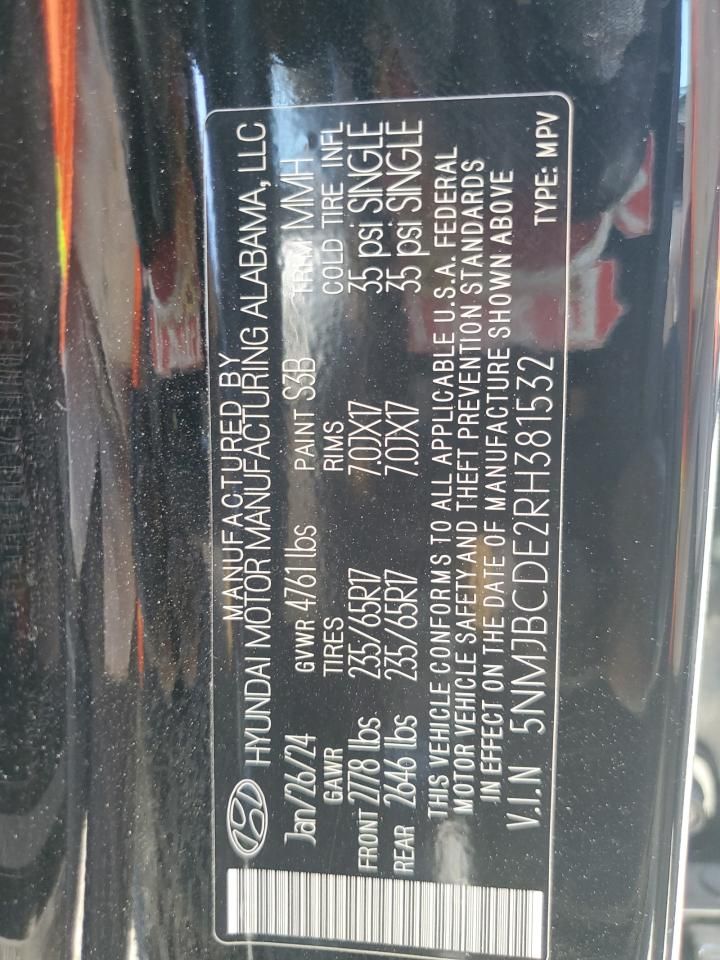 MANUFACTURED BY
HYUNDAI MOTOR MANUFACTURING ALABAMA, LLC
Jan/26/24 GVWR 4761 lbs PAINT S3B TRIM MMH
GAWR TIRES RIMS COLD TIRE INFL
FRONT 2778 lbs 235/65R17 7.0JX17 35 psi SINGLE
REAR 2646 lbs 235/65R17 7.0JX17 35 psi SINGLE
THIS VEHICLE CONFORMS TO ALL APPLICABLE U.S.A. FEDERAL
MOTOR VEHICLE SAFETY AND THEFT PREVENTION STANDARDS
IN EFFECT ON THE DATE OF MANUFACTURE SHOWN ABOVE
V.I.N 5NMJBCDE2RH381532 TYPE: MPV